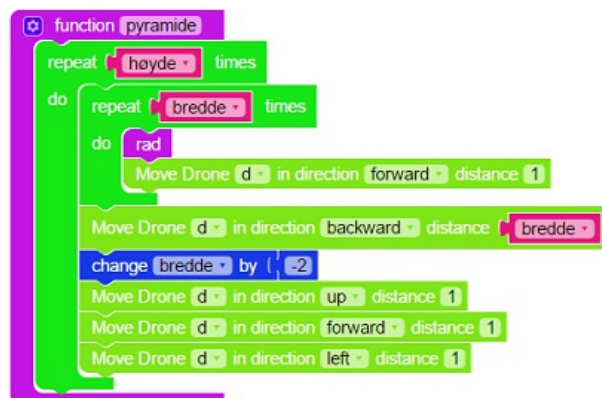 function pyramide
repeat høyde times
do repeat bredde times
do rad
Move Drone d in direction forward distance 1
Move Drone d in direction backward distance bredde
change bredde by -2
Move Drone d in direction up distance 1
Move Drone d in direction forward distance 1
Move Drone d in direction left distance 1